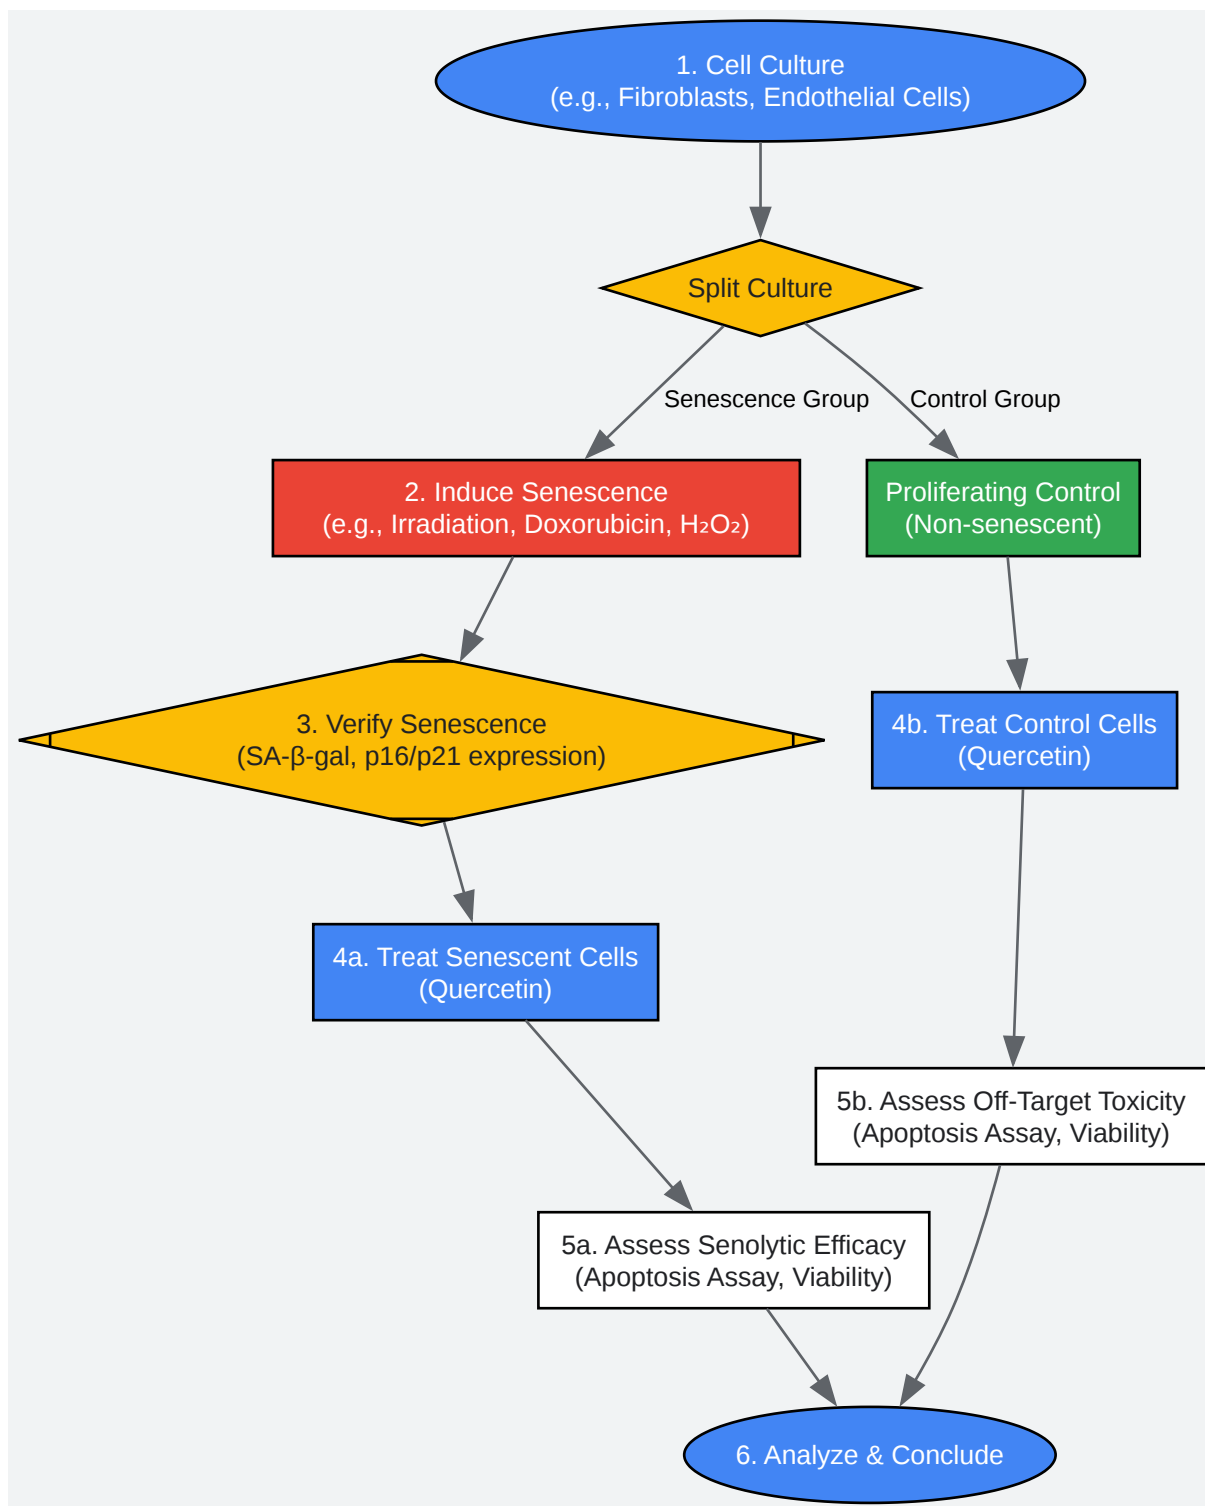 1. Cell Culture
(e.g., Fibroblasts, Endothelial Cells)
Split Culture
Senescence Group
Control Group
2. Induce Senescence
(e.g., Irradiation, Doxorubicin, H₂O₂)
Proliferating Control
(Non-senescent)
3. Verify Senescence
(SA-β-gal, p16/p21 expression)
4b. Treat Control Cells
(Quercetin)
4a. Treat Senescent Cells
(Quercetin)
5b. Assess Off-Target Toxicity
(Apoptosis Assay, Viability)
5a. Assess Senolytic Efficacy
(Apoptosis Assay, Viability)
6. Analyze & Conclude